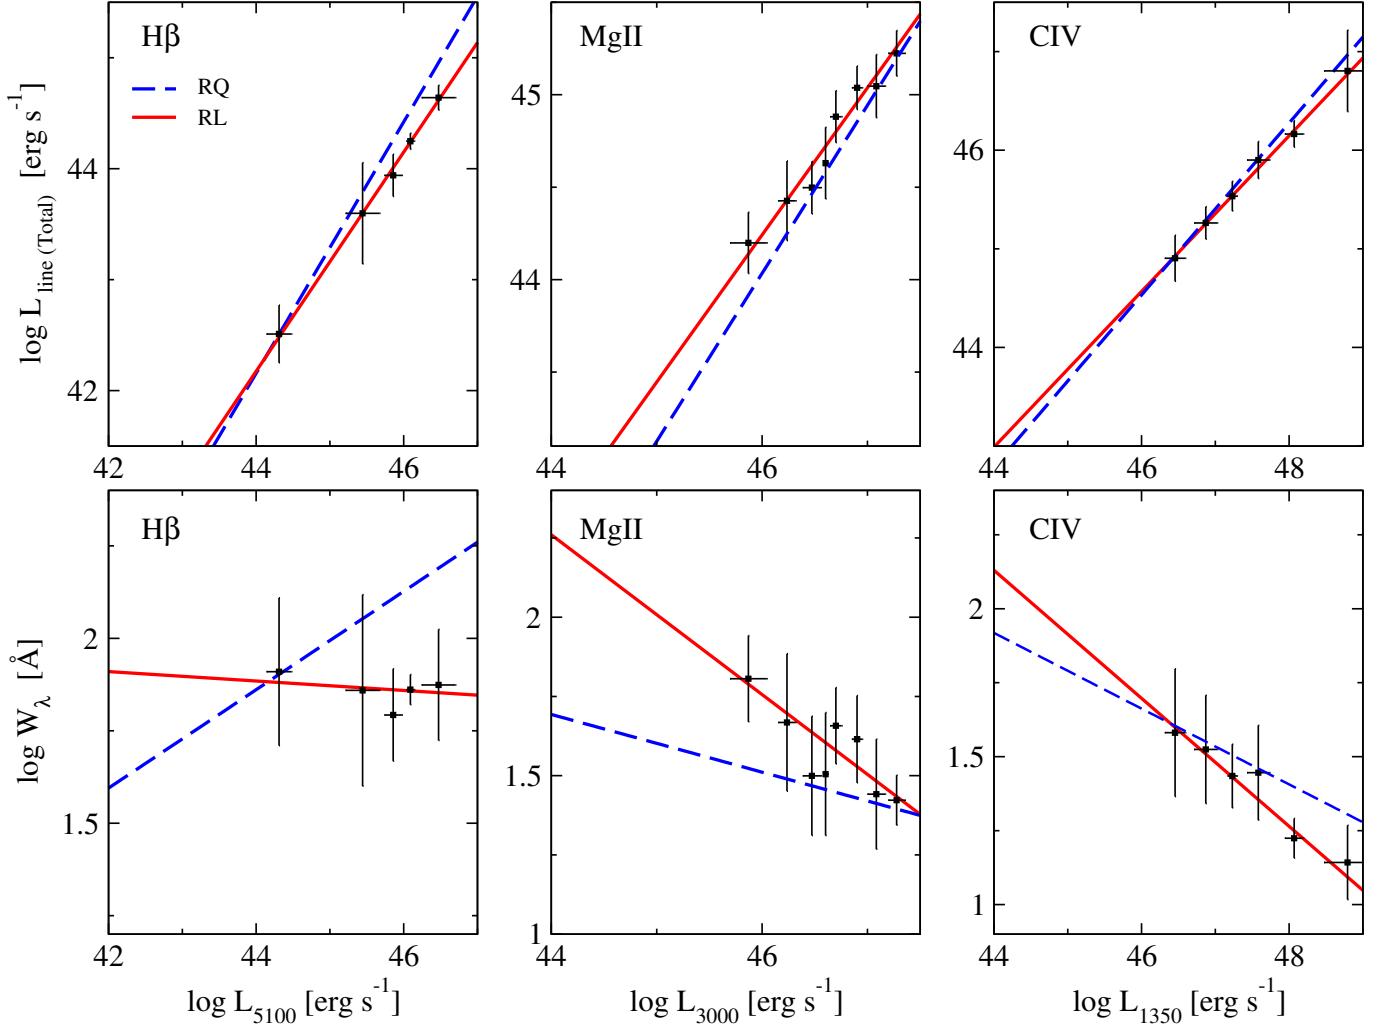 Hβ
RQ
RL
MgII
CIV
log L line (Total) [erg s⁻¹]
44
42
45
44
46
44
42 44 46
44 46
44 46 48
Hβ
MgII
CIV
log W_λ [Å]
2
1.5
2
1.5
1
2
1.5
1
42 44 46
44 46
44 46 48
log L₅₁₀₀ [erg s⁻¹]
log L₃₀₀₀ [erg s⁻¹]
log L₁₃₅₀ [erg s⁻¹]